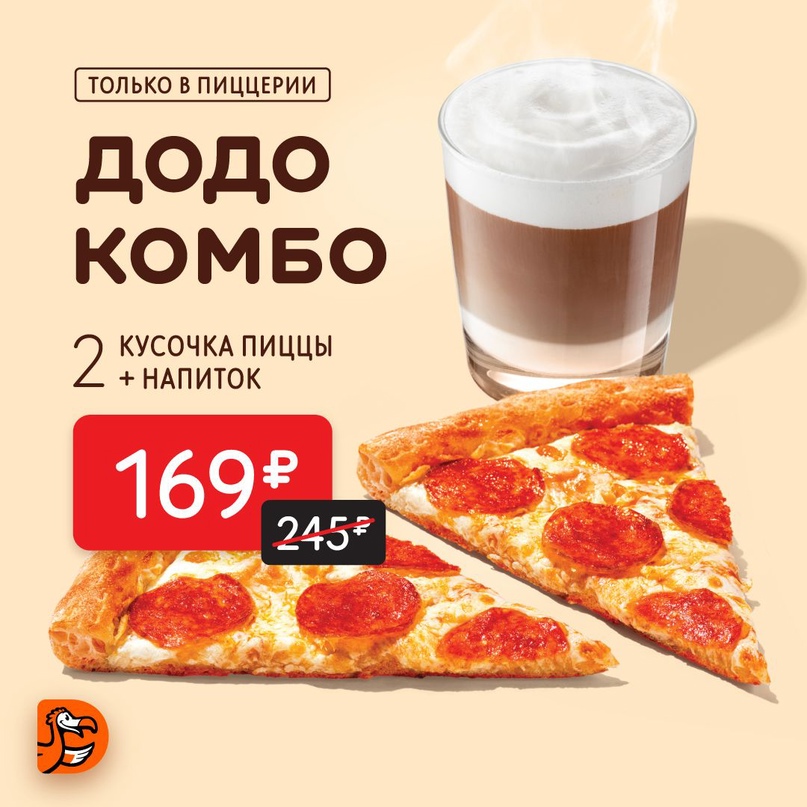 ТОЛЬКО В ПИЦЦЕРИИ
ДОДО
КОМБО
2 КУСОЧКА ПИЦЦЫ
+ НАПИТОК
169₽
245₽